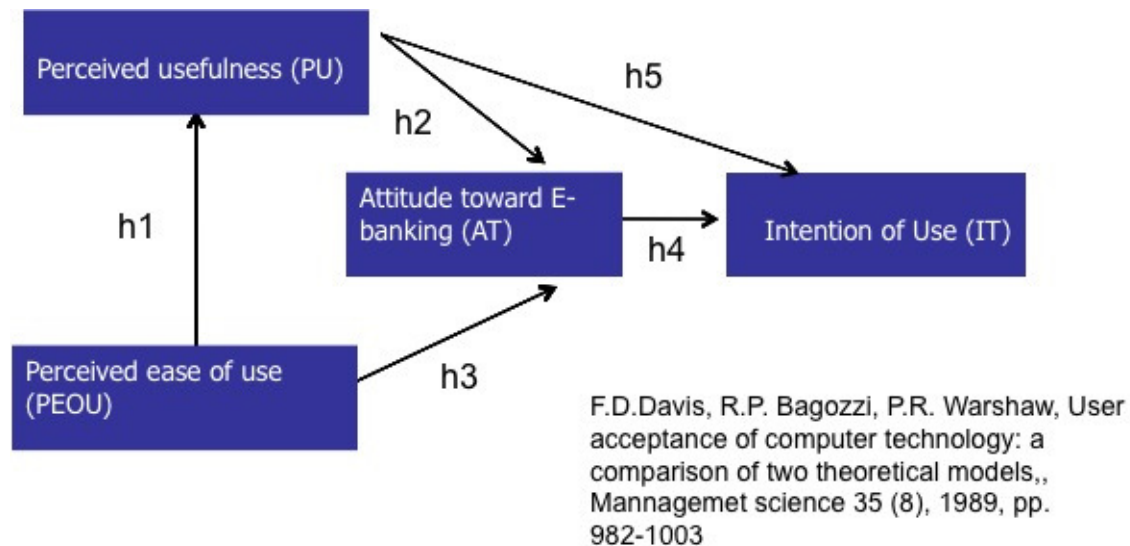 Perceived usefulness (PU)
h5
h2
Attitude toward E-
banking (AT)
h1
Intention of Use (IT)
h4
Perceived ease of use
(PEOU)
h3
F.D.Davis, R.P. Bagozzi, P.R. Warshaw, User
acceptance of computer technology: a
comparison of two theoretical models,,
Mannagemet science 35 (8), 1989, pp.
982-1003